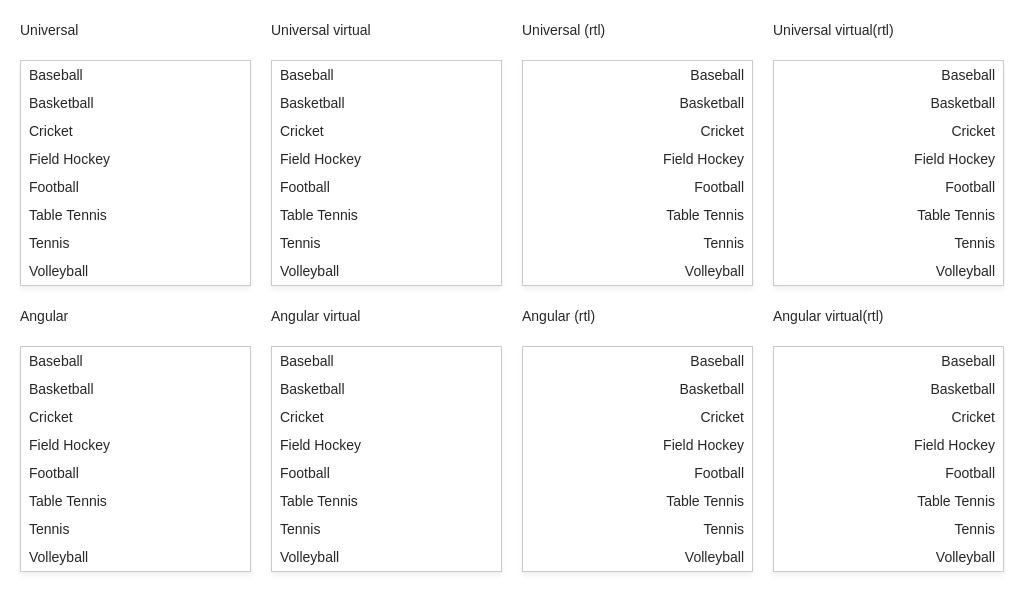 Universal
Baseball
Basketball
Cricket
Field Hockey
Football
Table Tennis
Tennis
Volleyball
Universal virtual
Baseball
Basketball
Cricket
Field Hockey
Football
Table Tennis
Tennis
Volleyball
Universal (rtl)
Baseball
Basketball
Cricket
Field Hockey
Football
Table Tennis
Tennis
Volleyball
Universal virtual(rtl)
Baseball
Basketball
Cricket
Field Hockey
Football
Table Tennis
Tennis
Volleyball
Angular
Baseball
Basketball
Cricket
Field Hockey
Football
Table Tennis
Tennis
Volleyball
Angular virtual
Baseball
Basketball
Cricket
Field Hockey
Football
Table Tennis
Tennis
Volleyball
Angular (rtl)
Baseball
Basketball
Cricket
Field Hockey
Football
Table Tennis
Tennis
Volleyball
Angular virtual(rtl)
Baseball
Basketball
Cricket
Field Hockey
Football
Table Tennis
Tennis
Volleyball